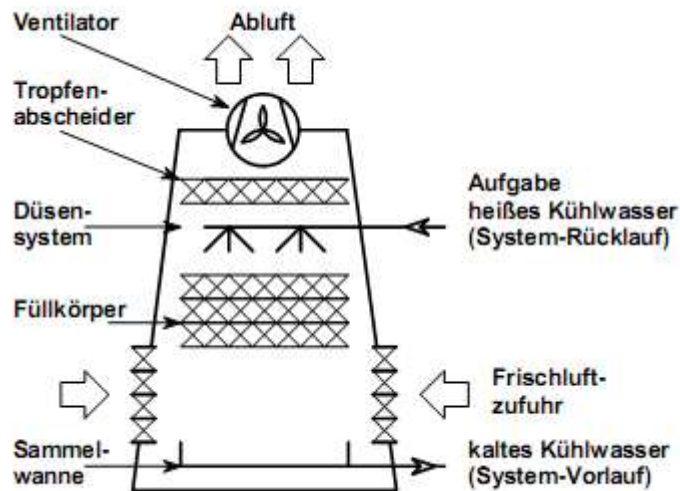 Ventilator
Abluft
Tropfen-
abscheider
Düsen-
system
Aufgabe
heißes Kühlwasser
(System-Rücklauf)
Füllkörper
Frischluft-
zufuhr
Sammel-
wanne
kaltes Kühlwasser
(System-Vorlauf)